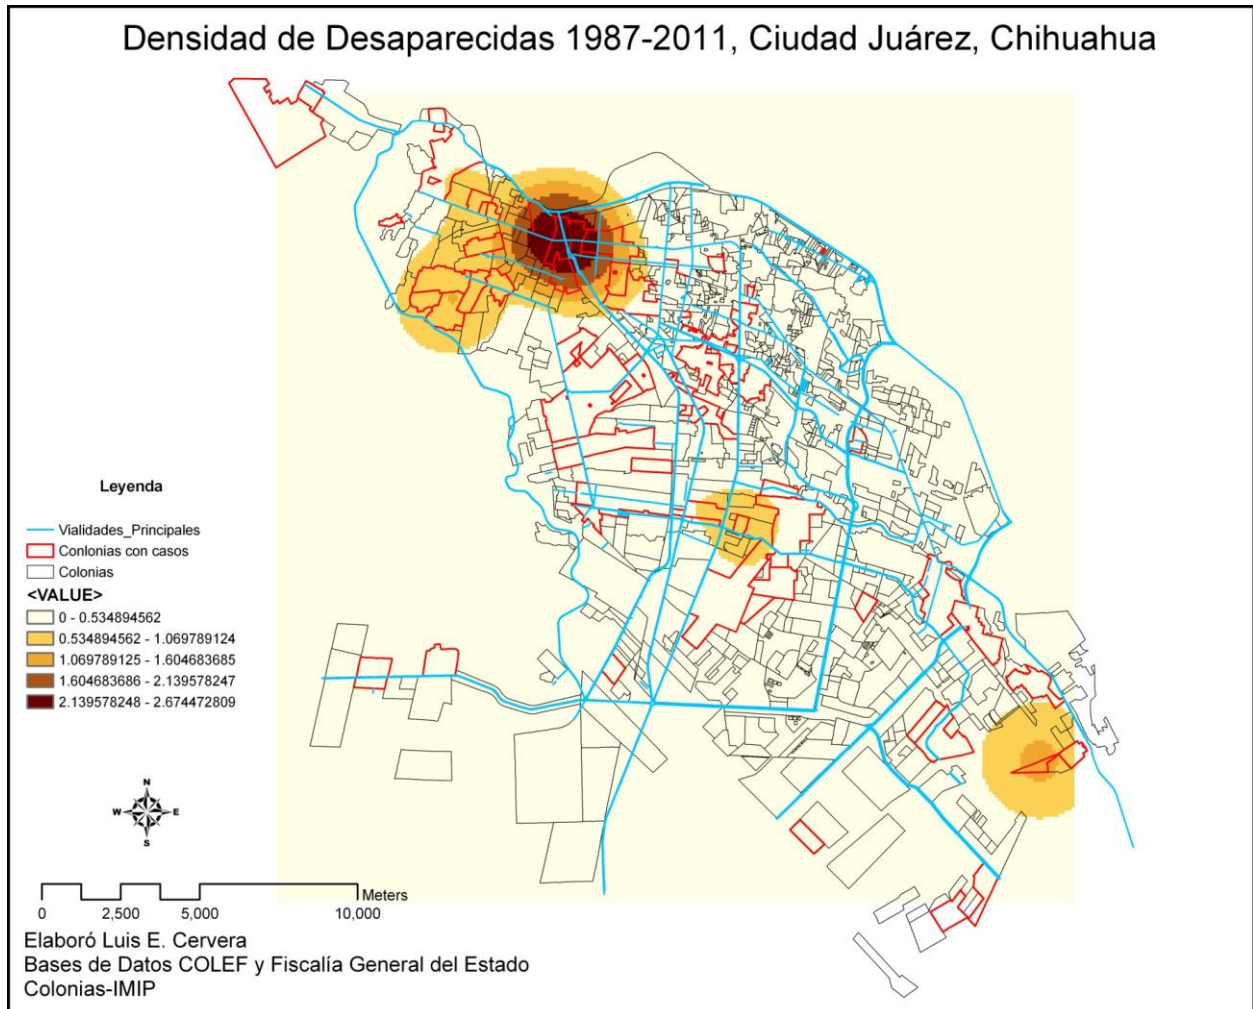 Densidad de Desaparecidas 1987-2011, Ciudad Juárez, Chihuahua
Leyenda
Vialidades_Principales
Conlonias con casos
Colonias
<VALUE>
0 - 0.534894562
0.534894562 - 1.069789124
1.069789125 - 1.604683685
1.604683686 - 2.139578247
2.139578248 - 2.674472809
N
W E
S
Meters
0 2,500 5,000 10,000
Elaboró Luis E. Cervera
Bases de Datos COLEF y Fiscalía General del Estado
Colonias-IMIP